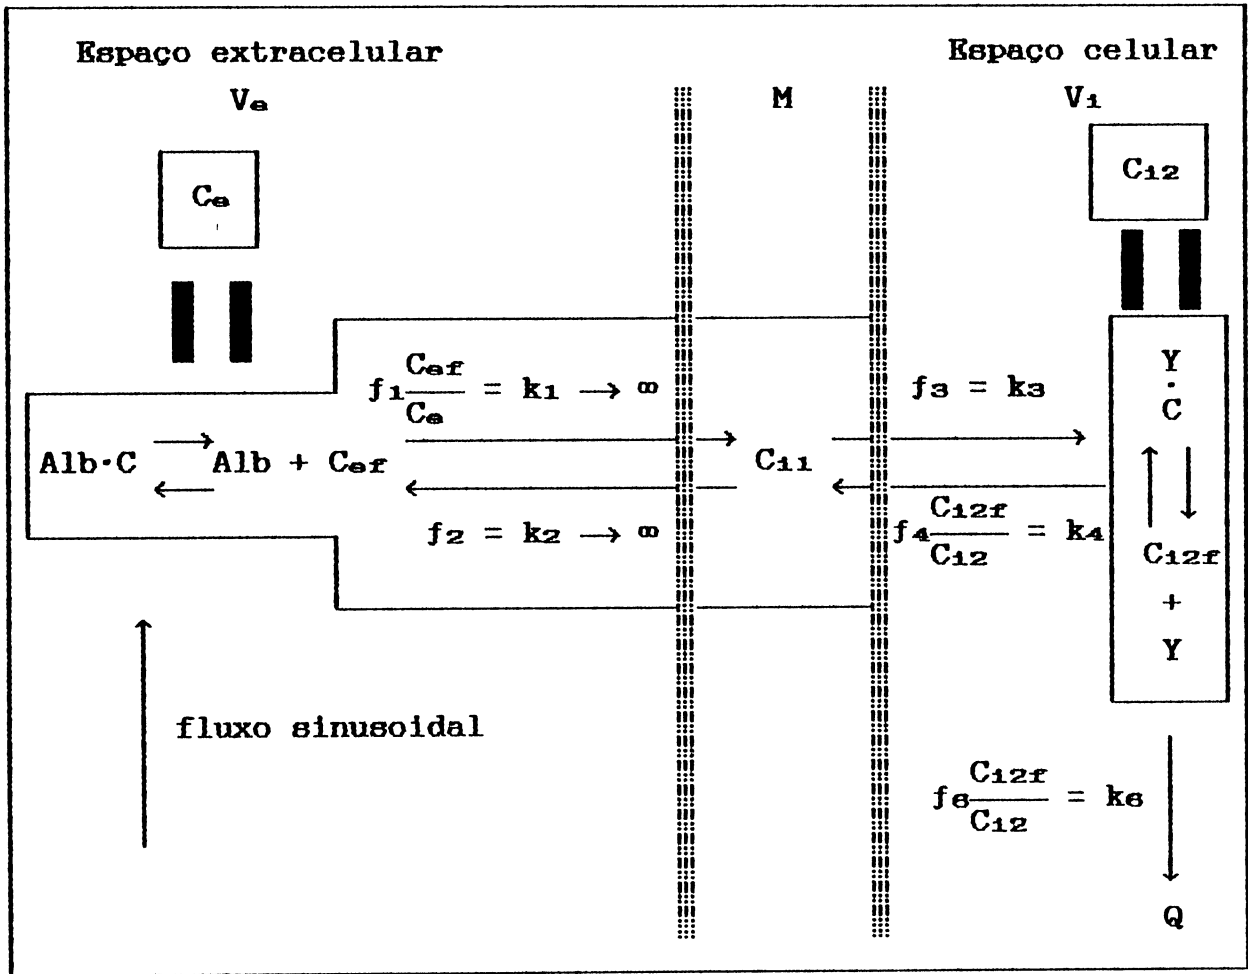 Espaço extracelular
Vₑ
M
Espaço celular
Vᵢ
Cₑ
Cᵢ₂
f₁ Cₑf/Cₑ = k₁ → ∞
f₃ = k₃
Y·C
Alb·C Alb + Cₑf
Cᵢ₁
f₂ = k₂ → ∞
f₄ Cᵢ₂f/Cᵢ₂ = k₄
Cᵢ₂f
+
Y
fluxo sinusoidal
f₆ Cᵢ₂f/Cᵢ₂ = k₆
Q